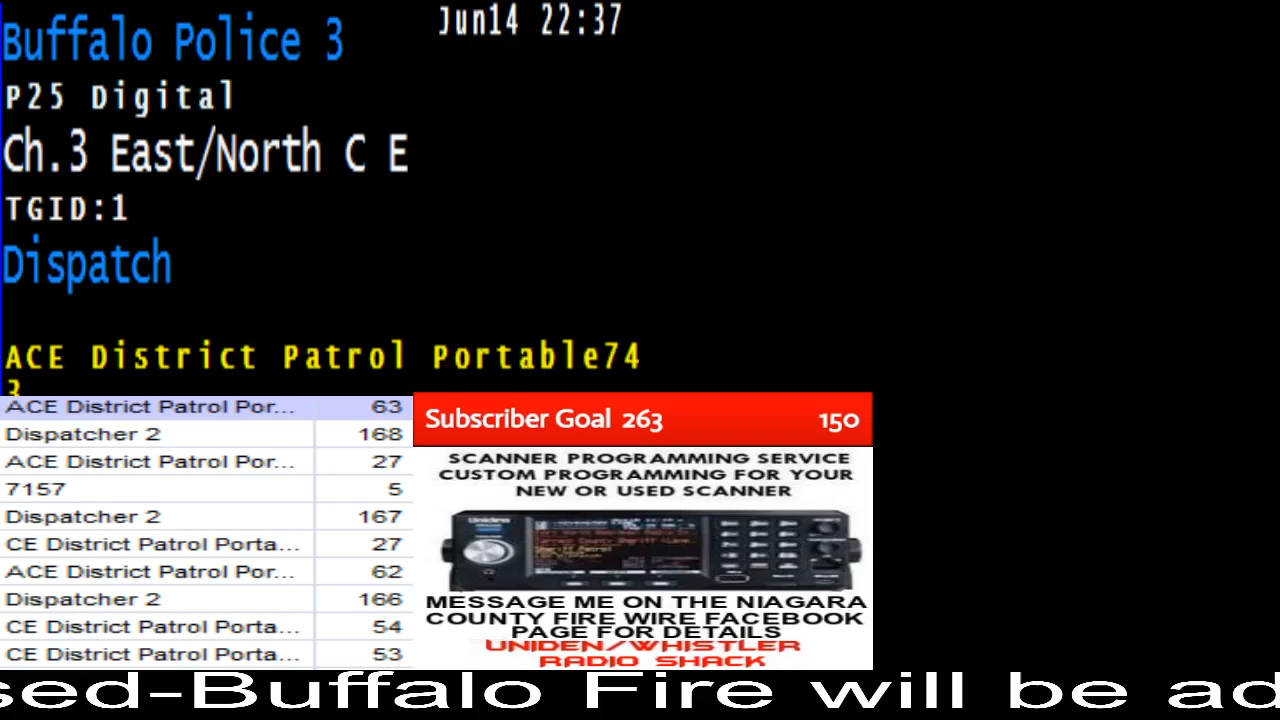 Buffalo Police 3
Jun14 22:37
P25 Digital
Ch.3 East/North C E
TGID:1
Dispatch
ACE District Patrol Portable74
3
ACE District Patrol Por... 63
Dispatcher 2 168
ACE District Patrol Por... 27
7157 5
Dispatcher 2 167
CE District Patrol Porta... 27
ACE District Patrol Por... 62
Dispatcher 2 166
CE District Patrol Porta... 54
CE District Patrol Porta... 53
Subscriber Goal 263 150
SCANNER PROGRAMMING SERVICE
CUSTOM PROGRAMMING FOR YOUR
NEW OR USED SCANNER
Uniden
MESSAGE ME ON THE NIAGARA
COUNTY FIRE WIRE FACEBOOK
PAGE FOR DETAILS
UNIDEN/WHISTLER
RADIO SHACK
sed-Buffalo Fire will be ad